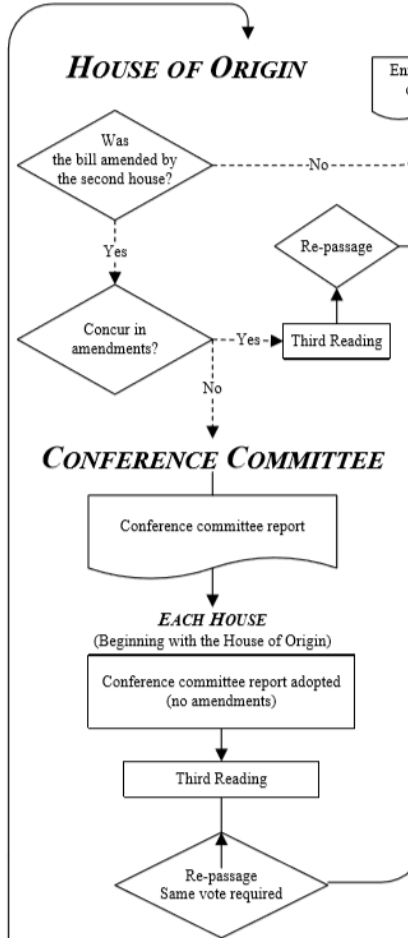 HOUSE OF ORIGIN
Was
the bill amended by
the second house?
No
Yes
Re-passage
Concur in
amendments?
Yes
Third Reading
No
CONFERENCE COMMITTEE
Conference committee report
EACH HOUSE
(Beginning with the House of Origin)
Conference committee report adopted
(no amendments)
Third Reading
Re-passage
Same vote required